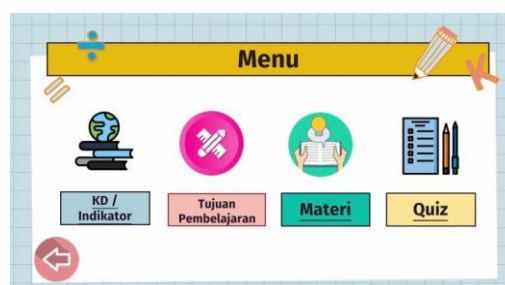 Menu
KD /
Indikator
Tujuan
Pembelajaran
Materi
Quiz
K